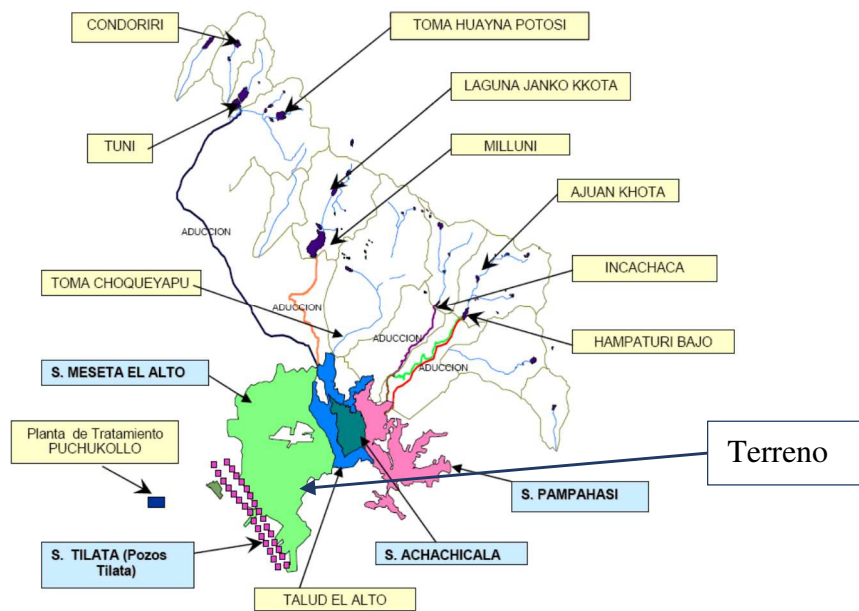 CONDORIRI
TOMA HUAYNA POTOSI
LAGUNA JANKO KKOTA
TUNI
MILLUNI
AJUAN KHOTA
ADUCCION
TOMA CHOQUEYAPU
INCACHACA
ADUCCION
ADUCCION
HAMPATURI BAJO
ADUCCION
S. MESETA EL ALTO
Planta de Tratamiento
PUCHUKOLLO
Terreno
S. PAMPAHASI
S. TILATA (Pozos
Tilata)
S. ACHACHICALA
TALUD EL ALTO